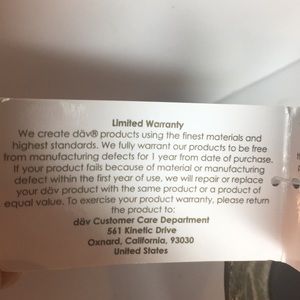 Limited Warranty
We create däv® products using the finest materials and
highest standards. We fully warrant our products to be free
from manufacturing defects for 1 year from date of purchase.
If your product fails because of material or manufacturing
defect within the first year of use, we will repair or replace
your däv product with the same product or a product of
equal value. To exercise your product warranty, please return
the product to:
däv Customer Care Department
561 Kinetic Drive
Oxnard, California, 93030
United States